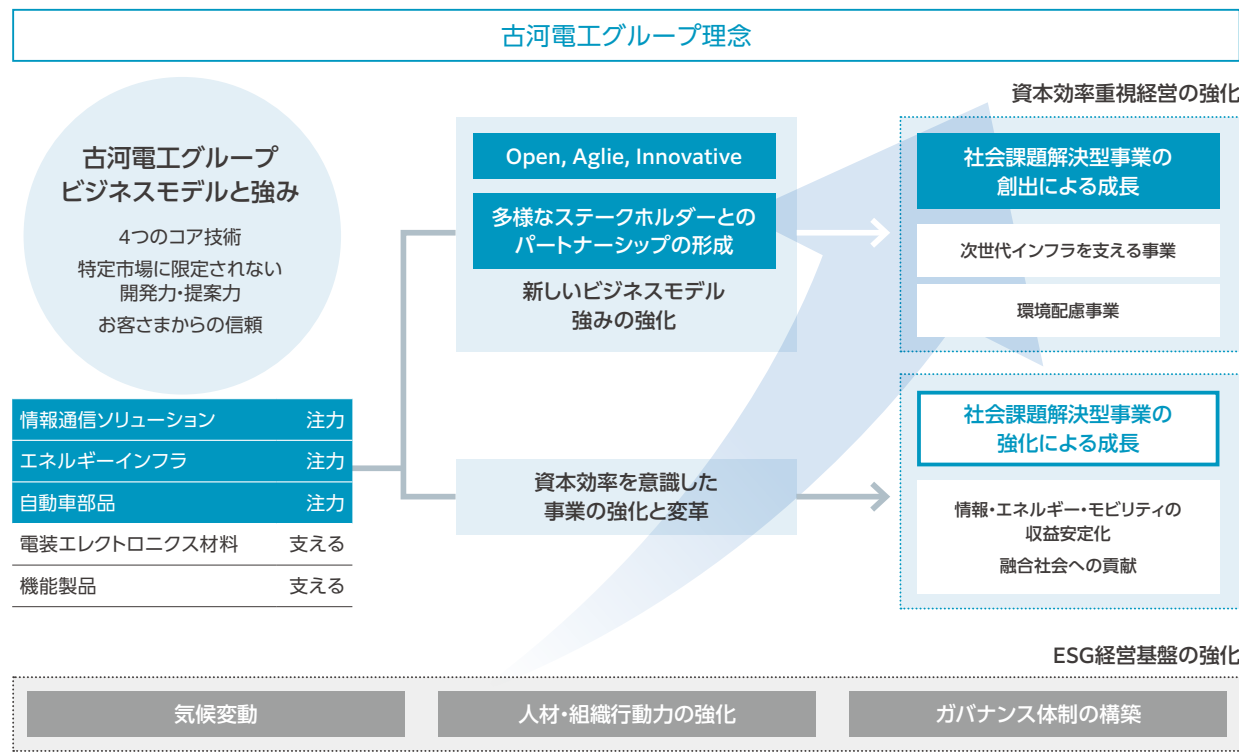 古河電工グループ理念
資本効率重視経営の強化
古河電工グループ
ビジネスモデルと強み
4つのコア技術
特定市場に限定されない
開発力・提案力
お客さまからの信頼
情報通信ソリューション 注力
エネルギーインフラ 注力
自動車部品 注力
電装エレクトロニクス材料 支える
機能製品 支える
Open, Aglie, Innovative
多様なステークホルダーとの
パートナーシップの形成
新しいビジネスモデル
強みの強化
資本効率を意識した
事業の強化と変革
社会課題解決型事業の
創出による成長
次世代インフラを支える事業
環境配慮事業
社会課題解決型事業の
強化による成長
情報・エネルギー・モビリティの
収益安定化
融合社会への貢献
ESG経営基盤の強化
気候変動
人材・組織行動力の強化
ガバナンス体制の構築